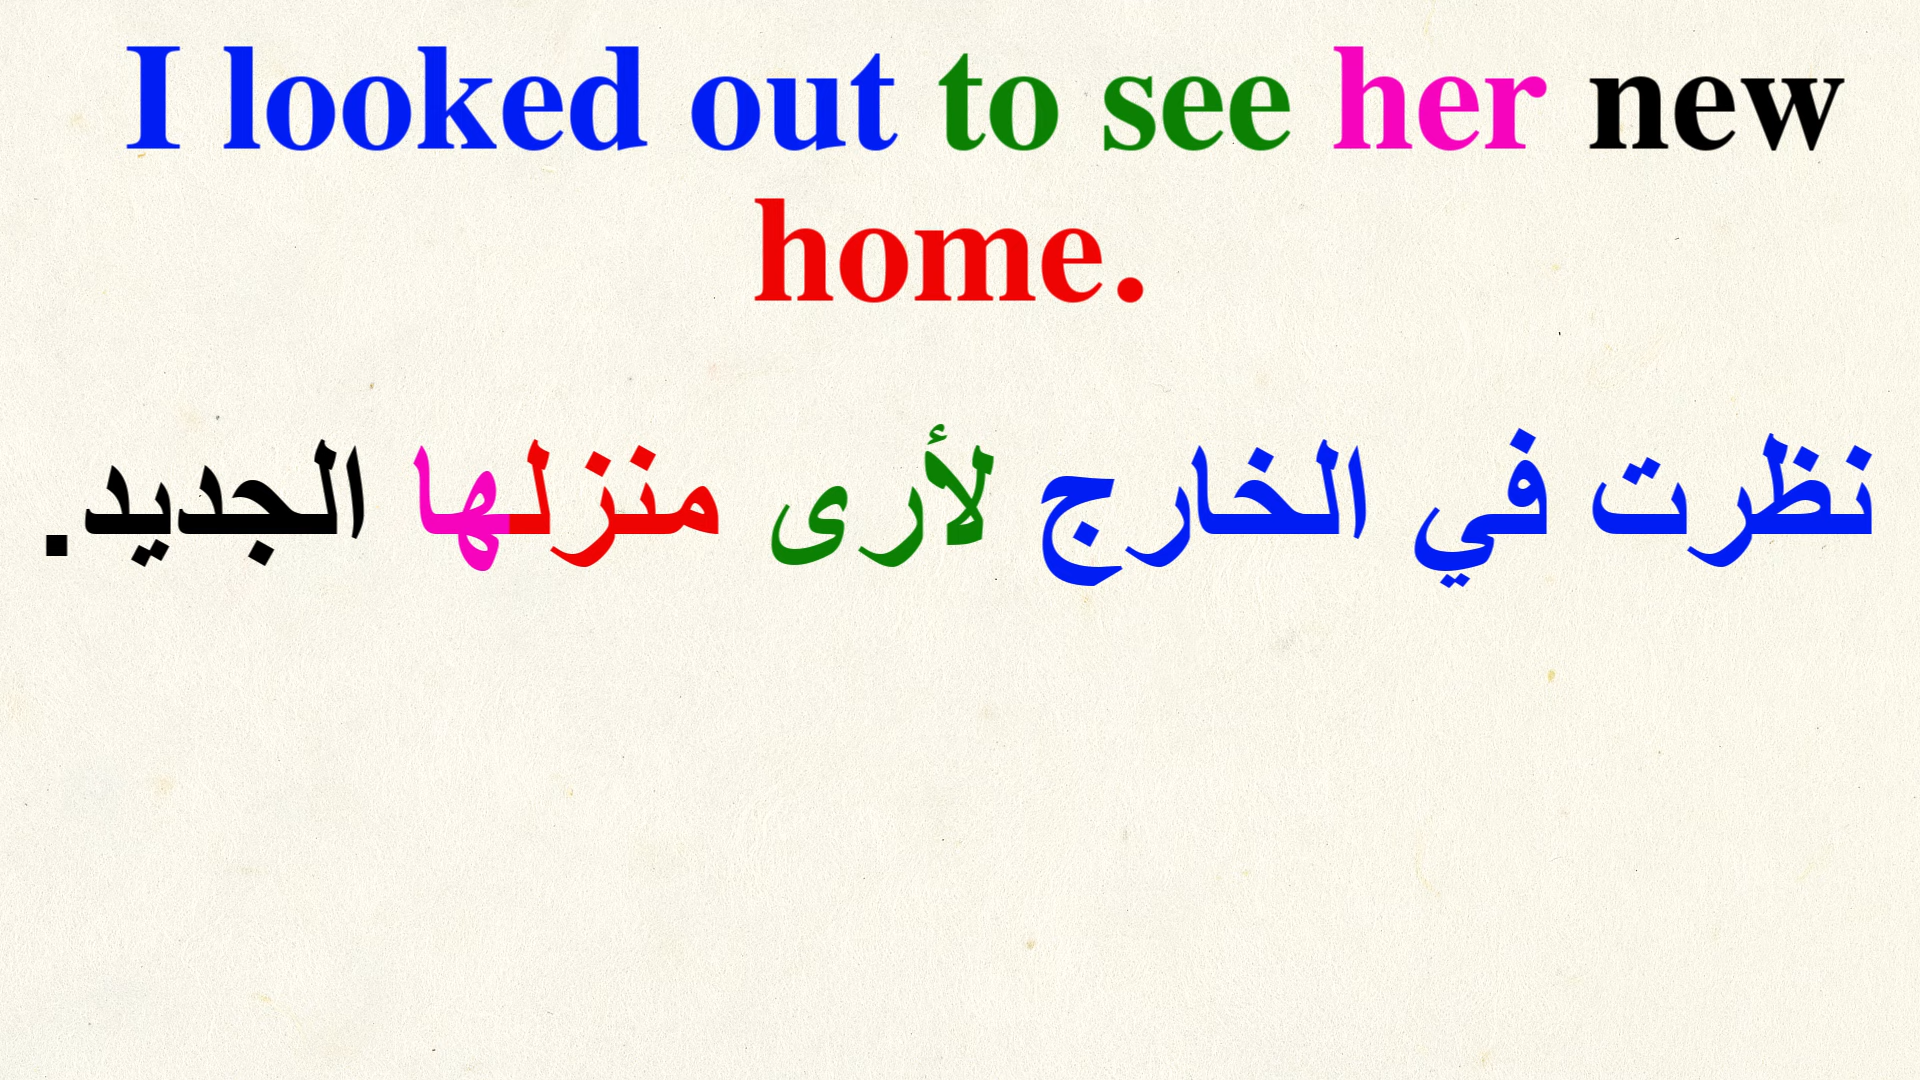 I looked out to see her new
home.
نظرت في الخارج لأرى منزلها الجديد.